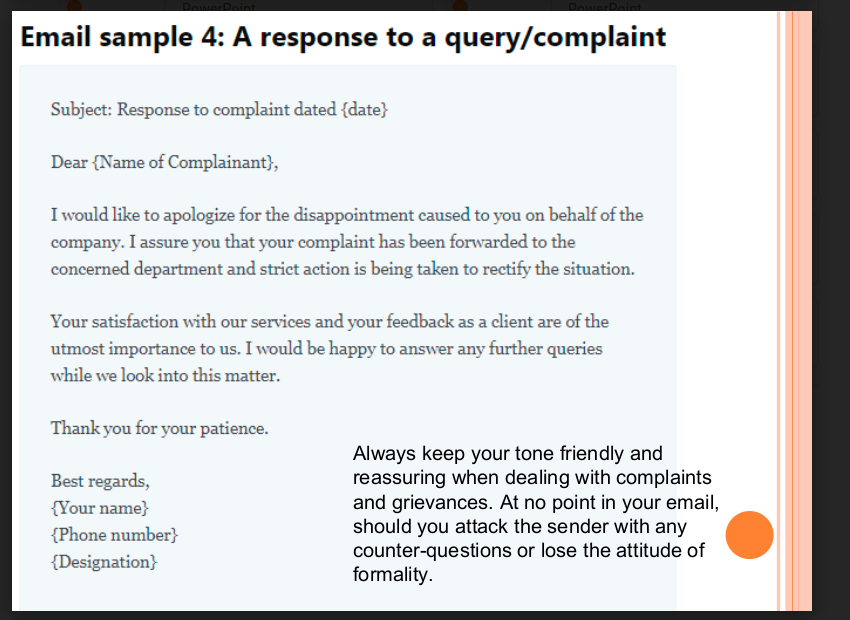 PowerPoint PowerPoint
Email sample 4: A response to a query/complaint
Subject: Response to complaint dated {date}
Dear {Name of Complainant},
I would like to apologize for the disappointment caused to you on behalf of the
company. I assure you that your complaint has been forwarded to the
concerned department and strict action is being taken to rectify the situation.
Your satisfaction with our services and your feedback as a client are of the
utmost importance to us. I would be happy to answer any further queries
while we look into this matter.
Thank you for your patience.
Best regards,
{Your name}
{Phone number}
{Designation}
Always keep your tone friendly and
reassuring when dealing with complaints
and grievances. At no point in your email,
should you attack the sender with any
counter-questions or lose the attitude of
formality.